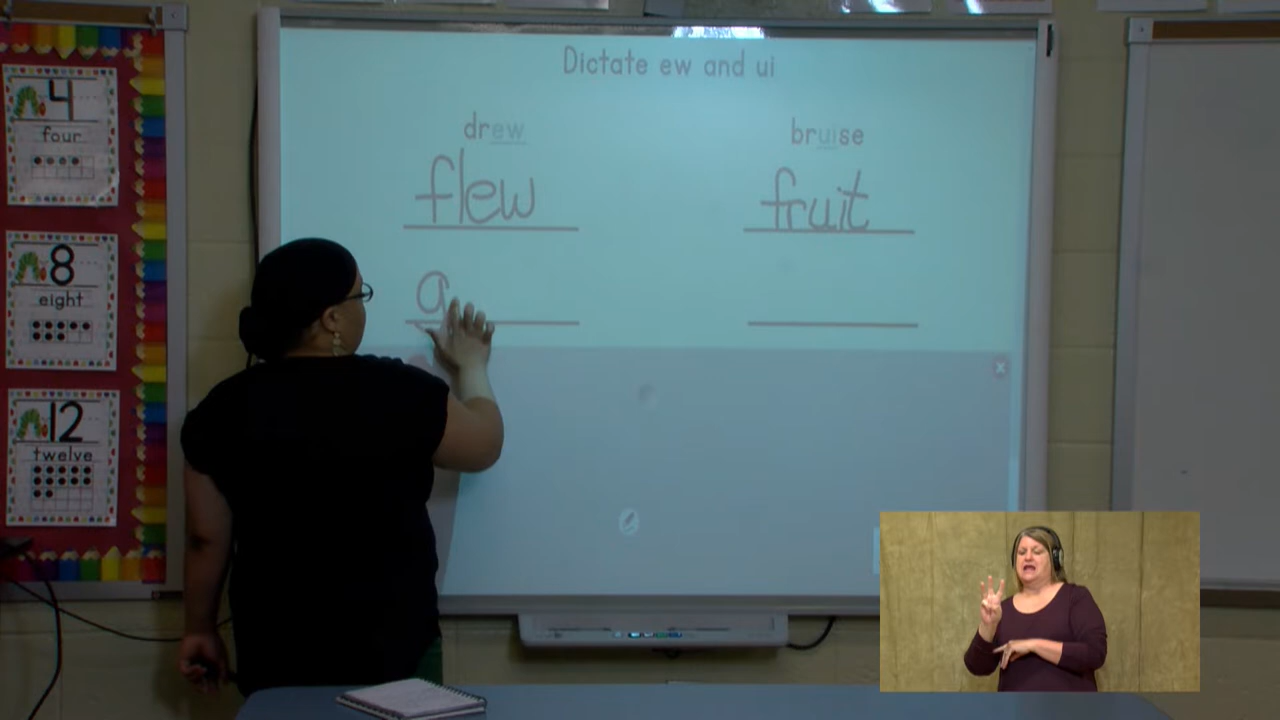 Dictate ew and ui
drew bruise
flew fruit
a
4
four
8
eight
12
twelve
x